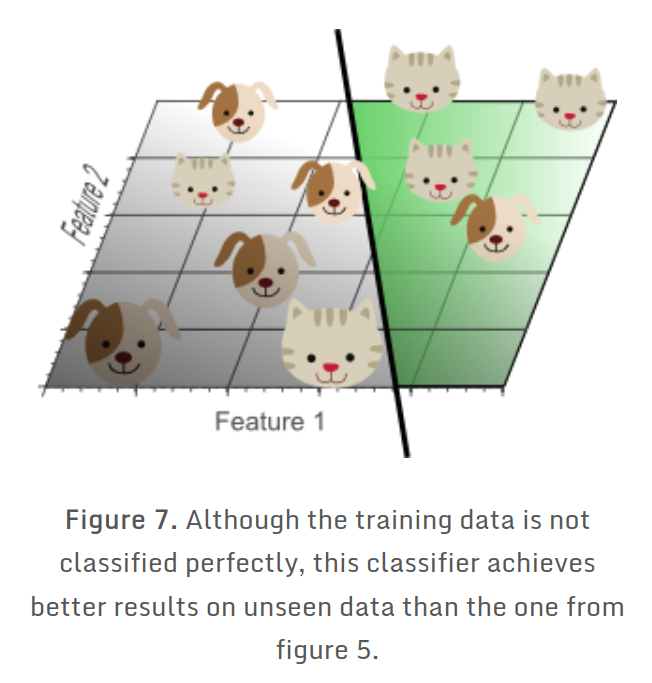 Feature 2
Feature 1
Figure 7. Although the training data is not
classified perfectly, this classifier achieves
better results on unseen data than the one from
figure 5.